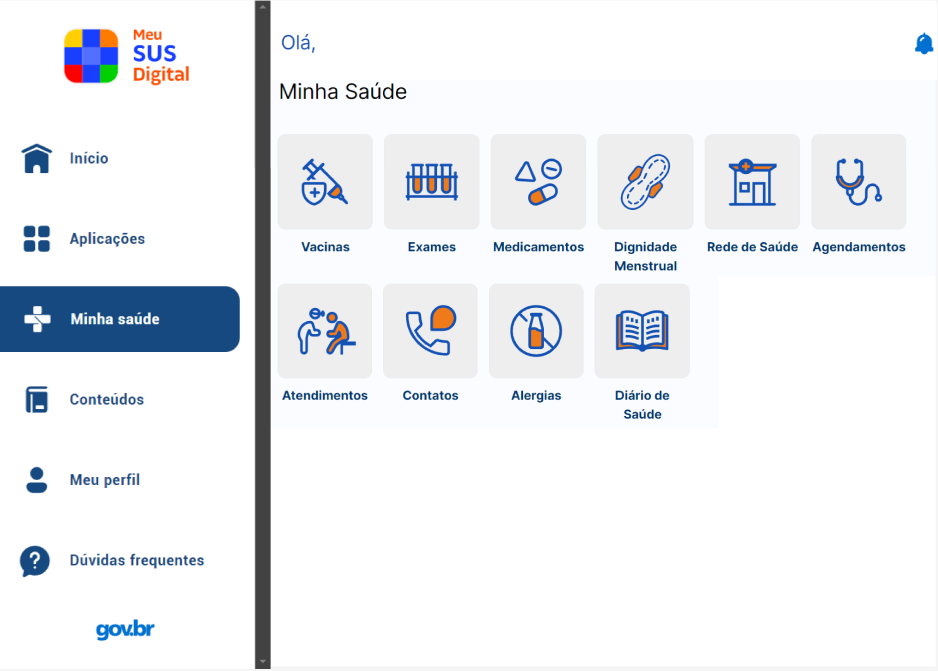 Meu
SUS
Digital
Início
Aplicações
Minha saúde
Conteúdos
Meu perfil
Dúvidas frequentes
gov.br
Olá,
Minha Saúde
Vacinas
Exames
Medicamentos
Dignidade
Menstrual
Rede de Saúde
Agendamentos
Atendimentos
Contatos
Alergias
Diário de
Saúde